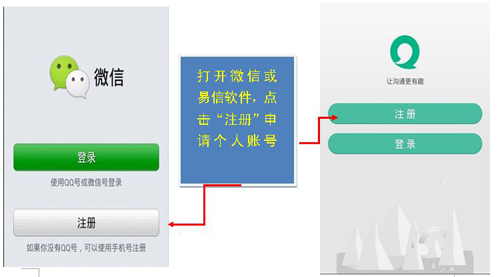 微信
登录
使用QQ号或微信号登录
注册
如果你没有QQ号，可以使用手机号注册
打开微信或
易信软件，点
击“注册”申
请个人账号
让沟通更有趣
注册
登录